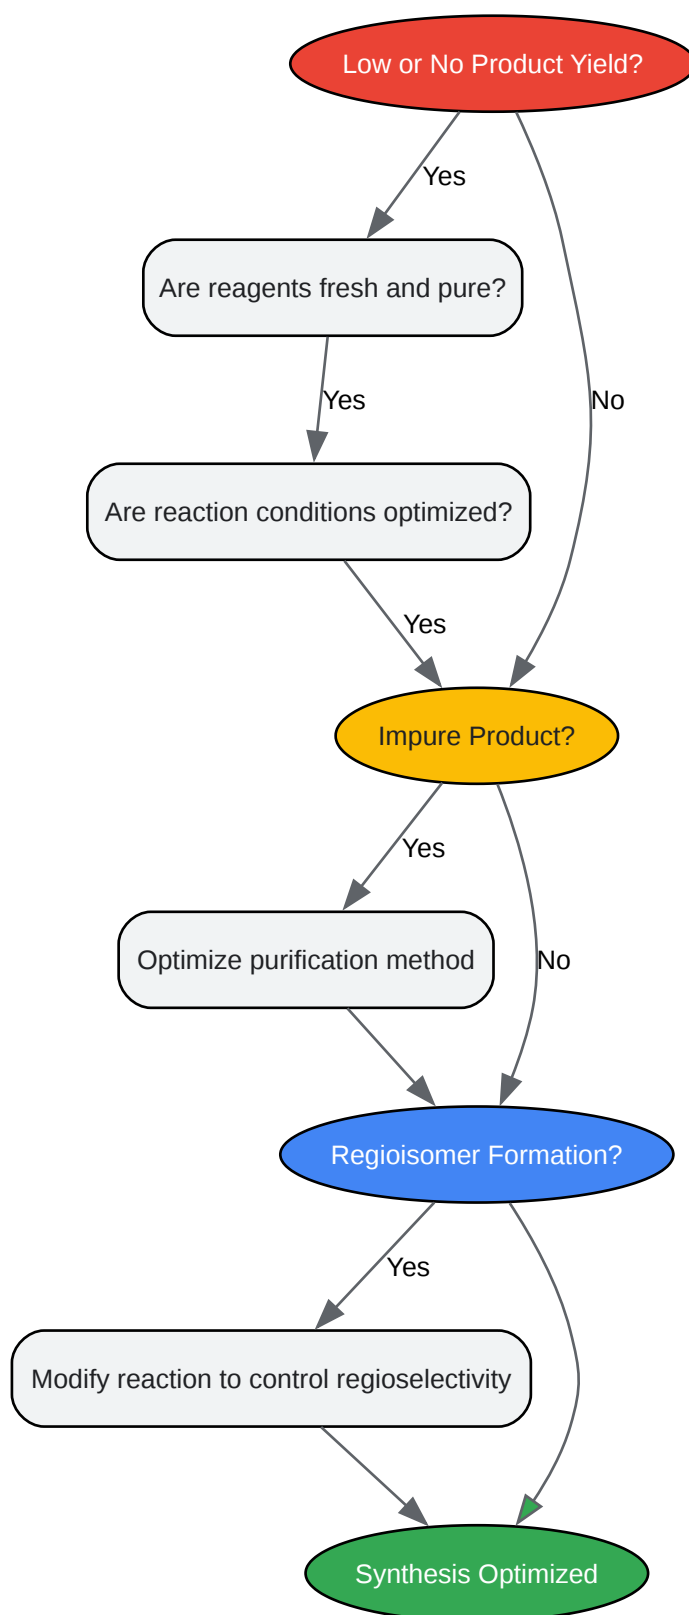 Low or No Product Yield?
Yes
Are reagents fresh and pure?
Yes
No
Are reaction conditions optimized?
Yes
Impure Product?
Yes
Optimize purification method
No
Regioisomer Formation?
Yes
Modify reaction to control regioselectivity
Synthesis Optimized